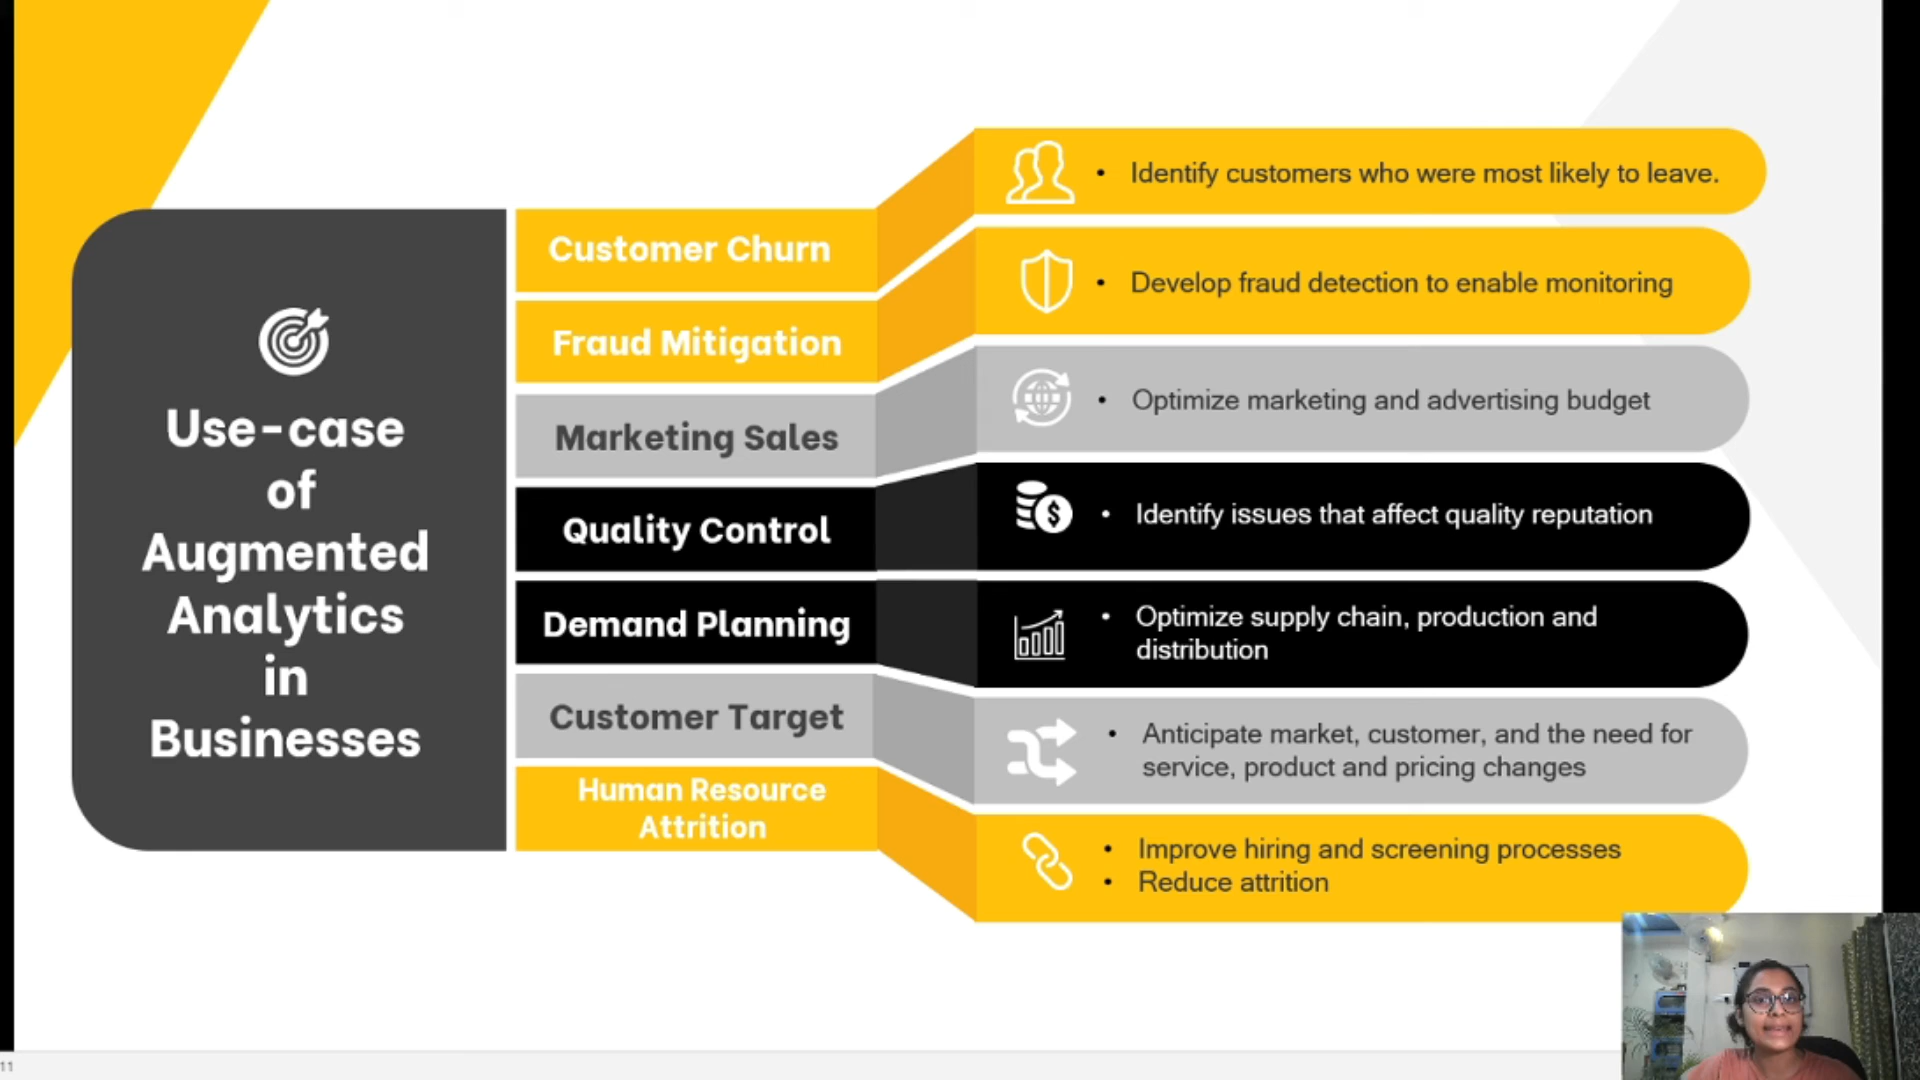 Use-case
of
Augmented
Analytics
in
Businesses
Customer Churn
• Identify customers who were most likely to leave.
Fraud Mitigation
• Develop fraud detection to enable monitoring
Marketing Sales
• Optimize marketing and advertising budget
Quality Control
• Identify issues that affect quality reputation
Demand Planning
• Optimize supply chain, production and
distribution
Customer Target
• Anticipate market, customer, and the need for
service, product and pricing changes
Human Resource
Attrition
• Improve hiring and screening processes
• Reduce attrition
11